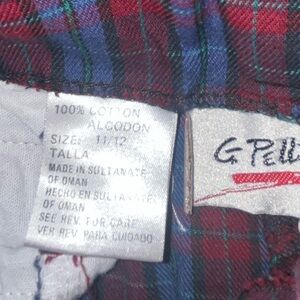 100% COTTON
ALGODON
SIZE: 11/12
TALLA
MADE IN SULTANATE
OF OMAN
HECHO EN SULTANATE
OF OMAN
SEE REV. FOR CARE
VER REV. PARA CUIDADO
G Pelli